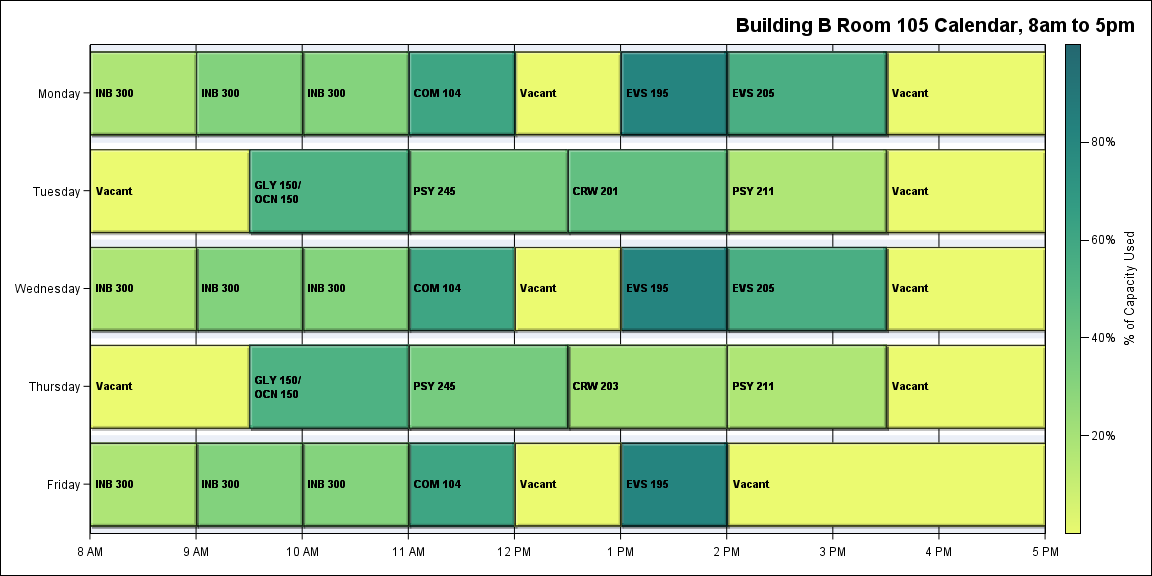 Building B Room 105 Calendar, 8am to 5pm
Monday
INB 300
INB 300
INB 300
COM 104
Vacant
EVS 195
EVS 205
Vacant
Tuesday
Vacant
GLY 150/
OCN 150
PSY 245
CRW 201
PSY 211
Vacant
Wednesday
INB 300
INB 300
INB 300
COM 104
Vacant
EVS 195
EVS 205
Vacant
Thursday
Vacant
GLY 150/
OCN 150
PSY 245
CRW 203
PSY 211
Vacant
Friday
INB 300
INB 300
INB 300
COM 104
Vacant
EVS 195
Vacant
8 AM
9 AM
10 AM
11 AM
12 PM
1 PM
2 PM
3 PM
4 PM
5 PM
80%
60%
40%
20%
% of Capacity Used